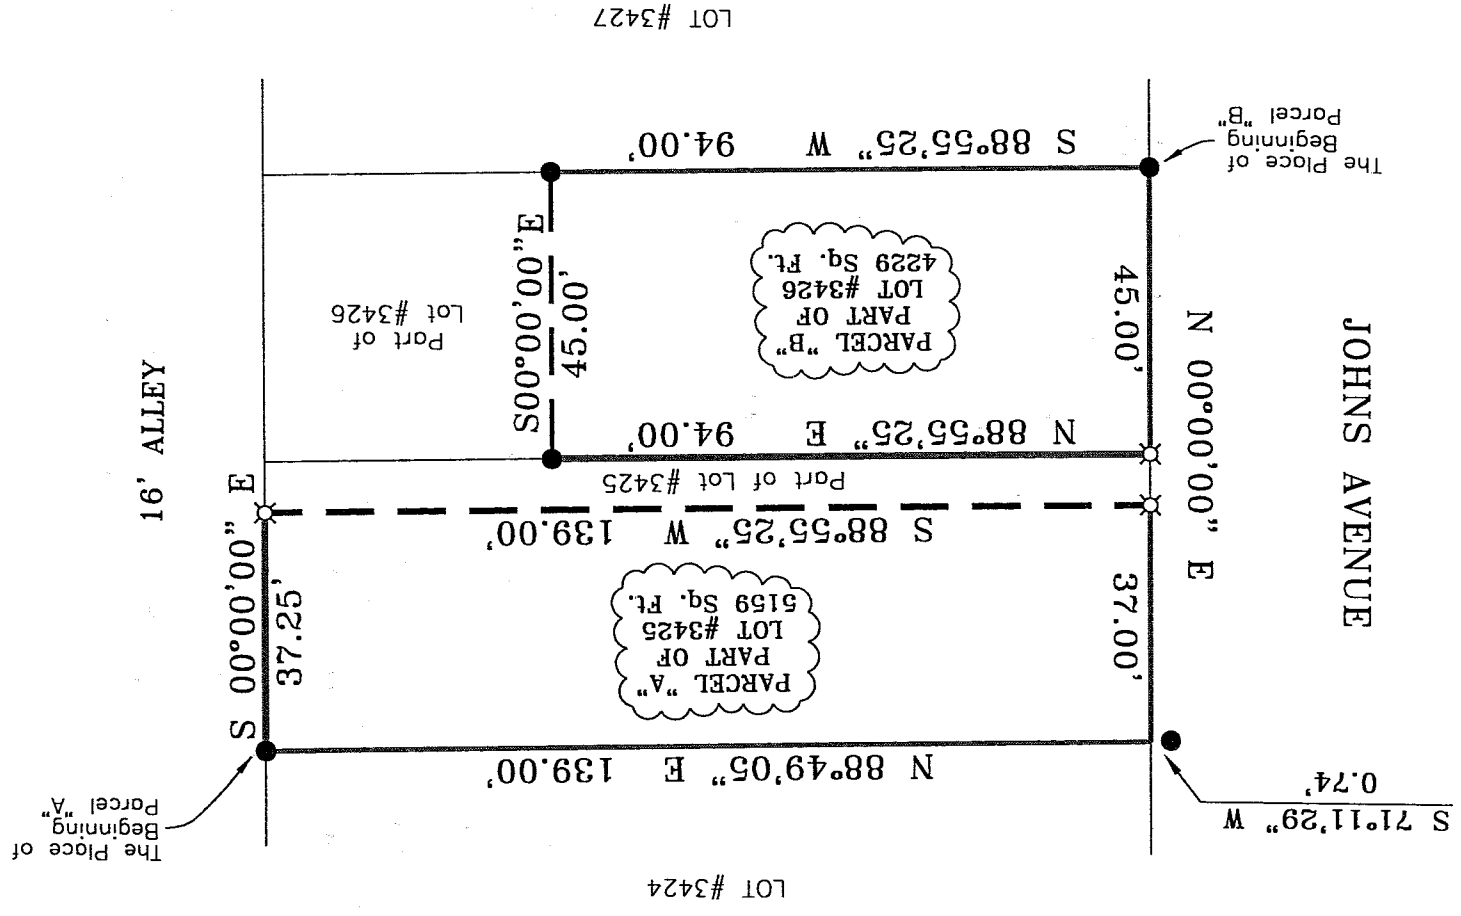 LOT #3424
S 71°11'29" W
0.74'
The Place of
Beginning
Parcel "A"
N 88°49'05" E 139.00'
PARCEL "A"
PART OF
LOT #3425
5159 Sq. Ft.
37.00'
S 00°00'00" E
37.25'
S 88°55'25" W 139.00'
Part of Lot #3425
N 88°55'25" E 94.00'
JOHNS AVENUE
N 00°00'00" E
45.00'
PARCEL "B"
PART OF
LOT #3426
4229 Sq. Ft.
S00°00'00"E
45.00'
Part of
Lot #3426
16' ALLEY
S 88°55'25" W 94.00'
The Place of
Beginning
Parcel "B"
LOT #3427